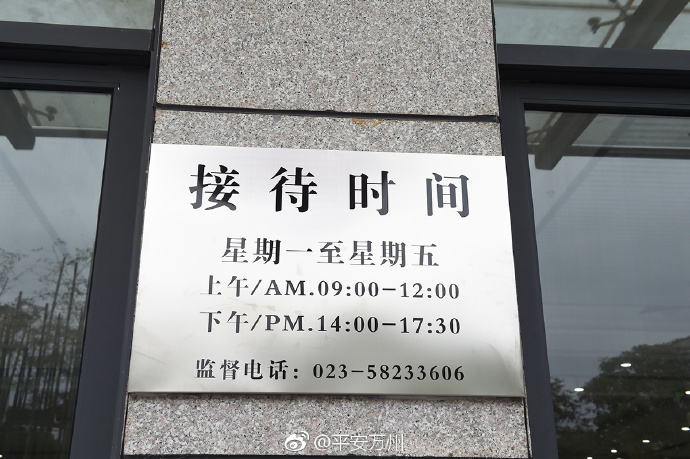 接待时间
星期一至星期五
上午/AM.09:00-12:00
下午/PM.14:00-17:30
监督电话：023-58233606
@平安万州